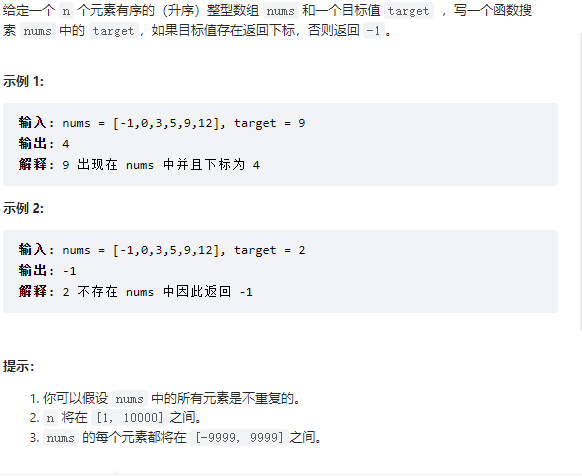 给定一个 n 个元素有序的（升序）整型数组 nums 和一个目标值 target ，写一个函数搜
索 nums 中的 target，如果目标值存在返回下标，否则返回 -1。
示例 1:
输入: nums = [-1,0,3,5,9,12], target = 9
输出: 4
解释: 9 出现在 nums 中并且下标为 4
示例 2:
输入: nums = [-1,0,3,5,9,12], target = 2
输出: -1
解释: 2 不存在 nums 中因此返回 -1
提示：
1. 你可以假设 nums 中的所有元素是不重复的。
2. n 将在 [1, 10000]之间。
3. nums 的每个元素都将在 [-9999, 9999]之间。